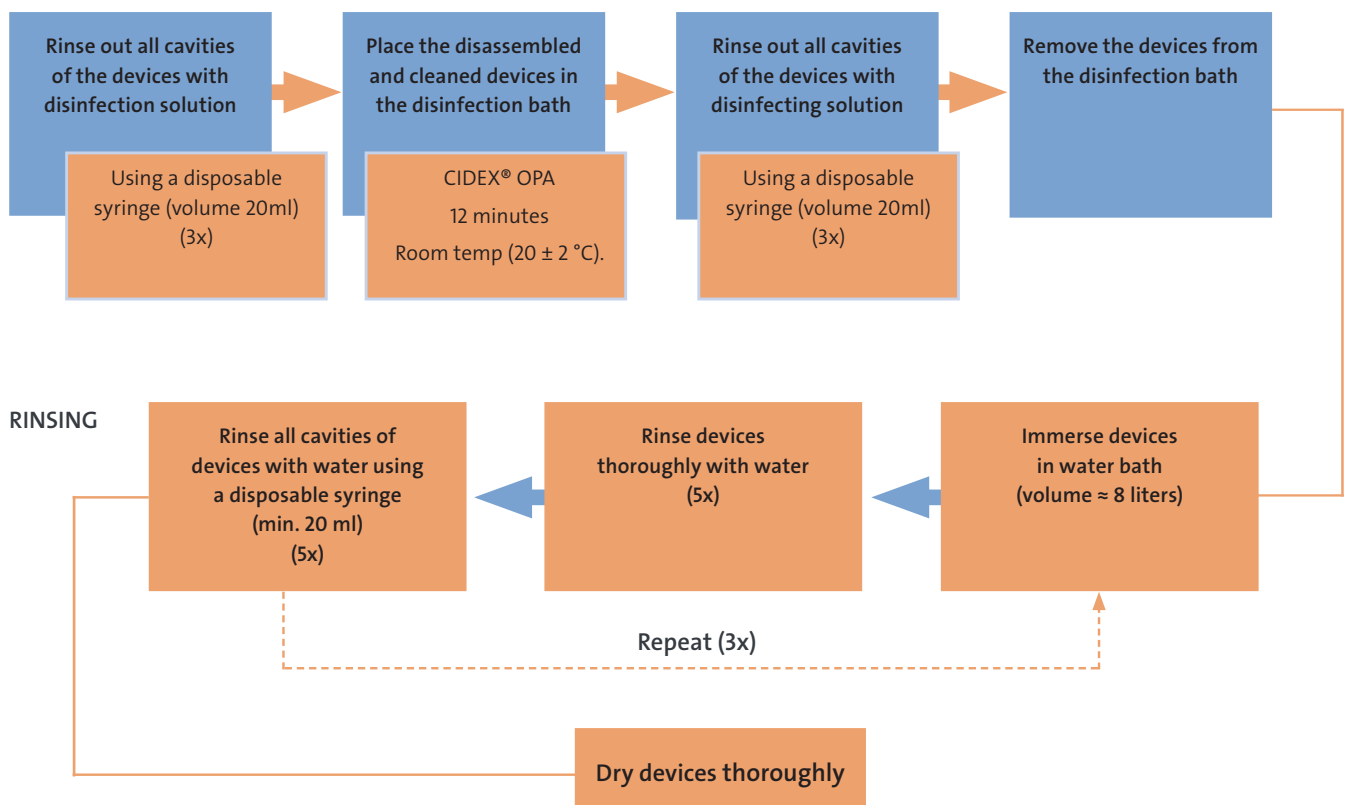 Rinse out all cavities
of the devices with
disinfection solution
Using a disposable
syringe (volume 20ml)
(3x)
Place the disassembled
and cleaned devices in
the disinfection bath
CIDEX® OPA
12 minutes
Room temp (20 ± 2 °C).
Rinse out all cavities
of the devices with
disinfecting solution
Using a disposable
syringe (volume 20ml)
(3x)
Remove the devices from
the disinfection bath
RINSING
Immerse devices
in water bath
(volume ≈ 8 liters)
Rinse devices
thoroughly with water
(5x)
Rinse all cavities of
devices with water using
a disposable syringe
(min. 20 ml)
(5x)
Repeat (3x)
Dry devices thoroughly